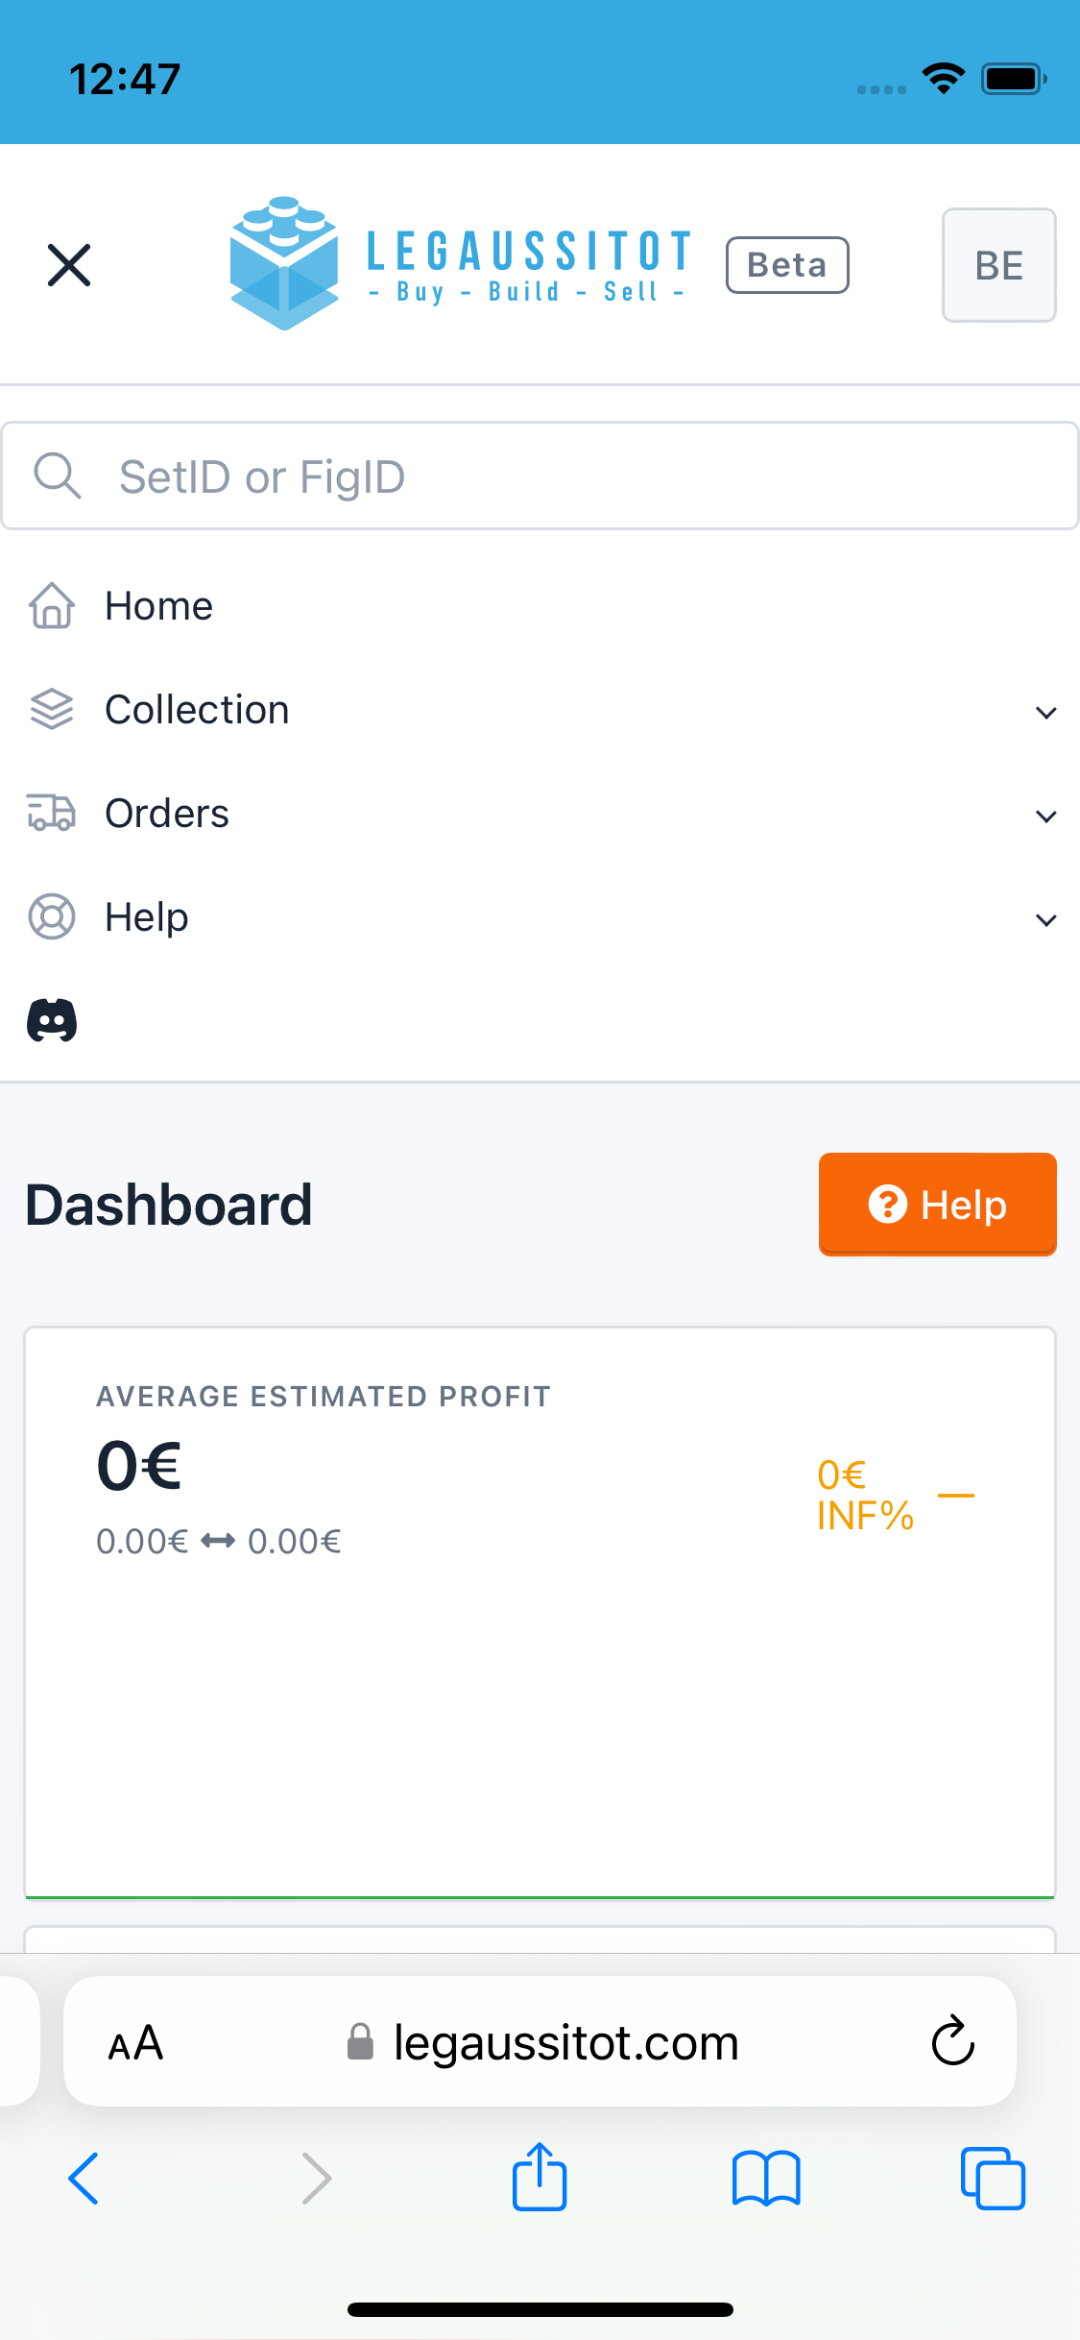 12:47
LEGAUSSITOT
- Buy - Build - Sell -
Beta
BE
SetID or FigID
Home
Collection
Orders
Help
Dashboard
Help
AVERAGE ESTIMATED PROFIT
0€
0€
INF%
0.00€ ↔ 0.00€
AA
legaussitot.com